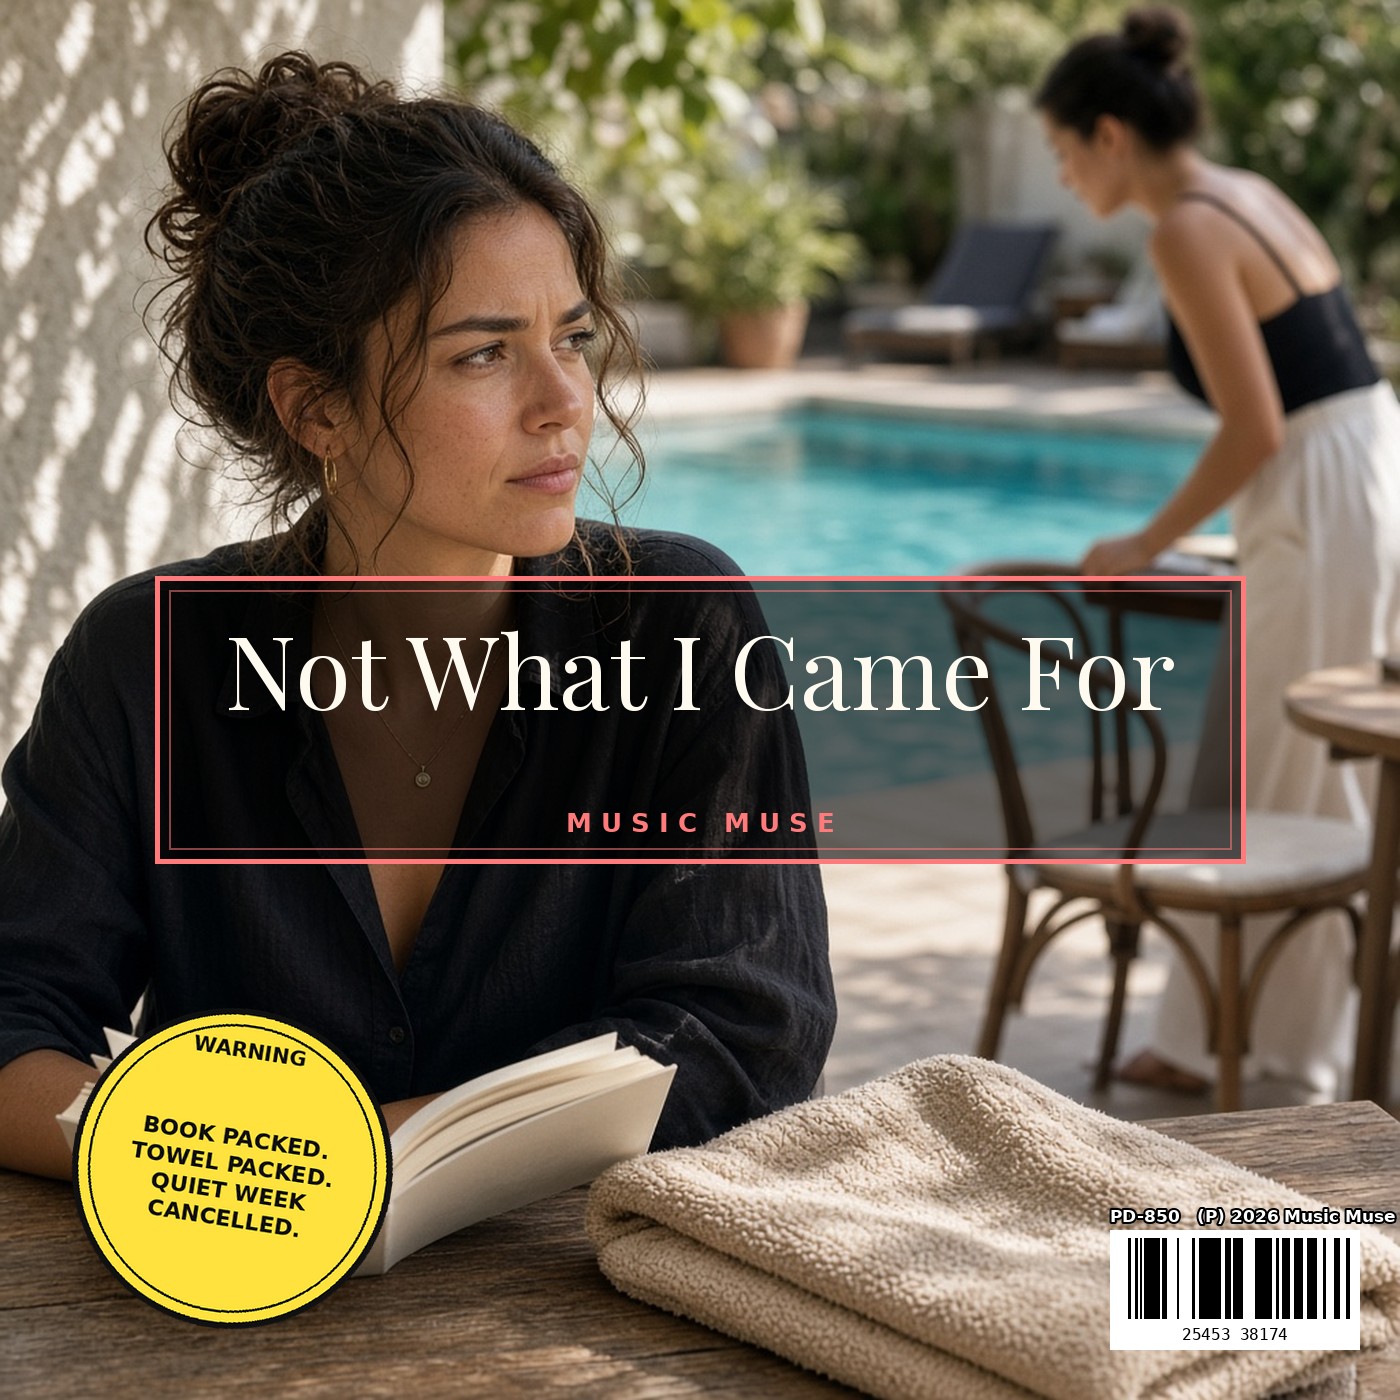 Not What I Came For
MUSIC MUSE
WARNING
BOOK PACKED.
TOWEL PACKED.
QUIET WEEK
CANCELLED.
PD-850 (P) 2026 Music Muse
25453 38174